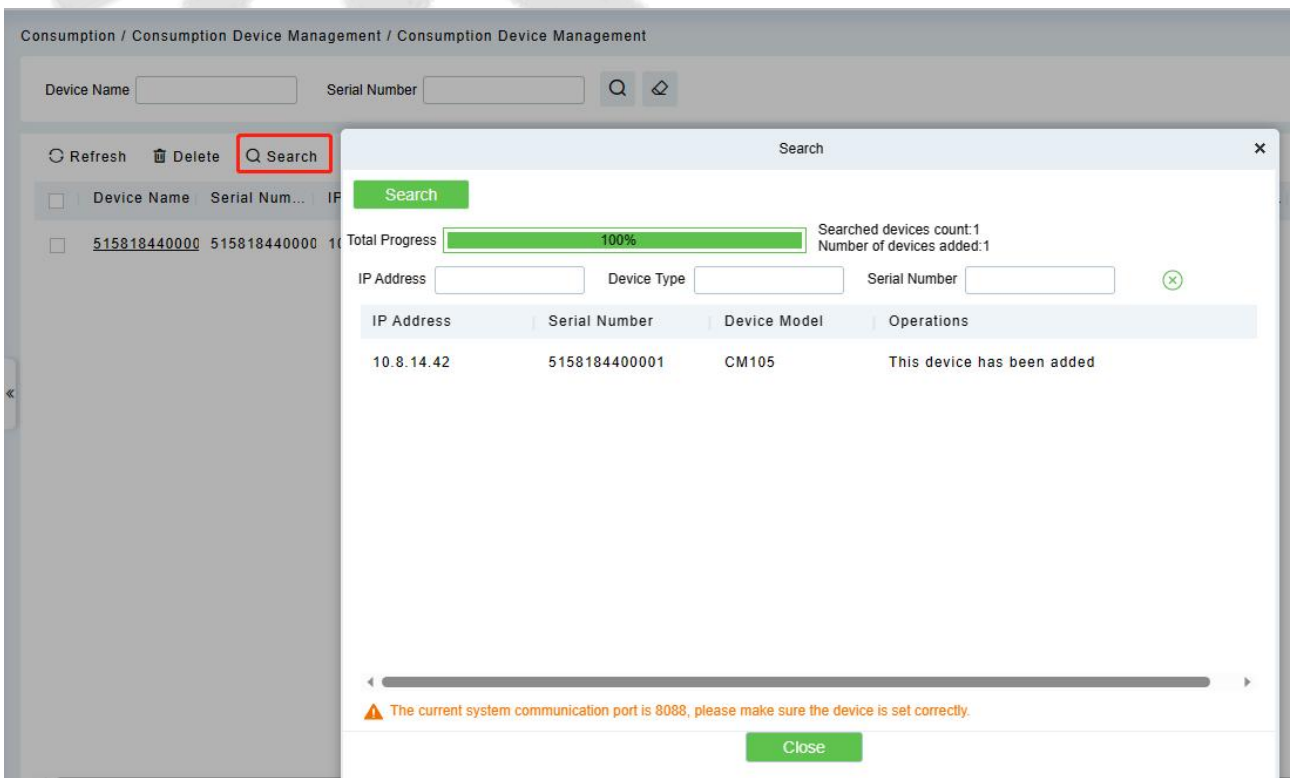 Consumption / Consumption Device Management / Consumption Device Management
Device Name Serial Number
Refresh Delete Search
Device Name Serial Num... IP
515818440000 515818440000 10
Search
Search
Total Progress 100% Searched devices count:1
Number of devices added:1
IP Address Device Type Serial Number
IP Address Serial Number Device Model Operations
10.8.14.42 5158184400001 CM105 This device has been added
The current system communication port is 8088, please make sure the device is set correctly.
Close